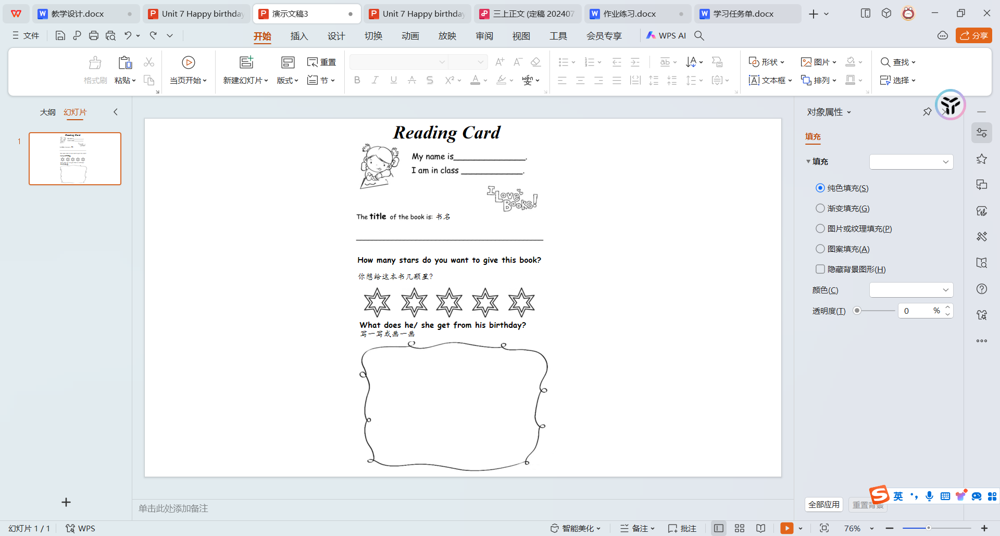 教学设计.docx
Unit 7 Happy birthday
演示文稿3
Unit 7 Happy birthday
三上正文 (定稿 202407
作业练习.docx
学习任务单.docx
文件
开始
插入
设计
切换
动画
放映
审阅
视图
工具
会员专享
WPS AI
分享
格式刷
粘贴
当页开始
新建幻灯片
版式
重置
节
形状
图片
查找
文本框
排列
选择
大纲
幻灯片
1
Reading Card
My name is_______________.
I am in class _____________.
I Love Books!
The title of the book is: 书名
How many stars do you want to give this book?
你想给这本书几颗星?
What does he/ she get from his birthday?
写一写或画一画
对象属性
填充
填充
纯色填充(S)
渐变填充(G)
图片或纹理填充(P)
图案填充(A)
隐藏背景图形(H)
颜色(C)
透明度(T)
0 %
全部应用
重置背景
英
单击此处添加备注
幻灯片 1 / 1
WPS
智能美化
备注
批注
76%